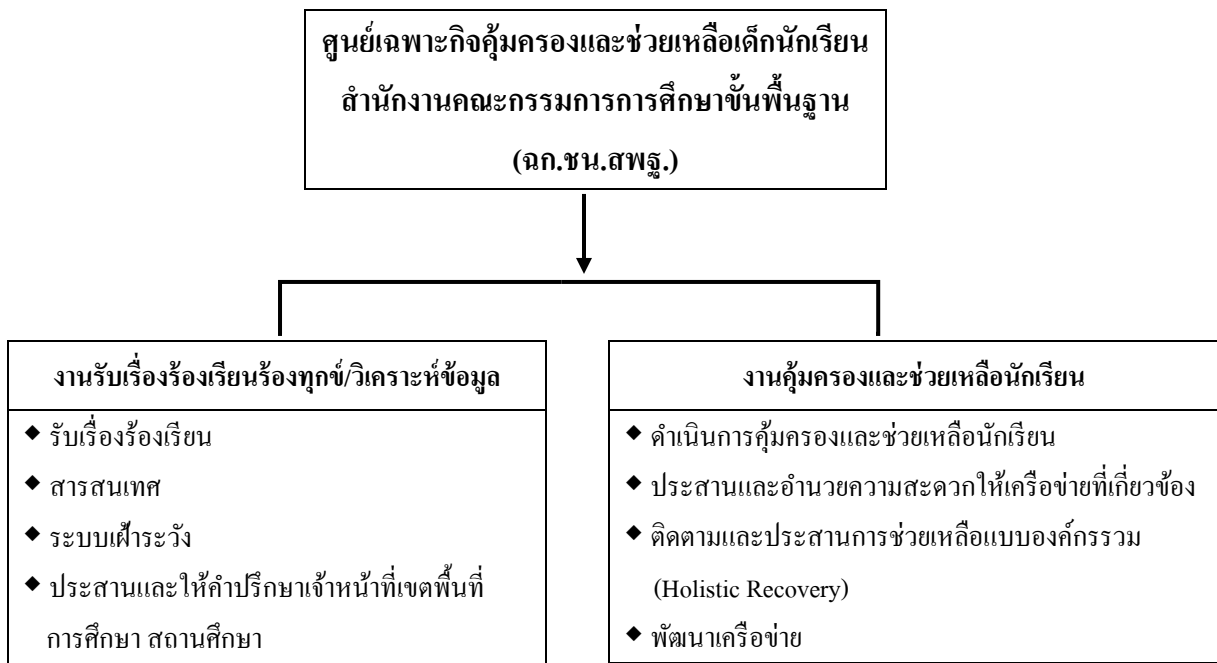 ศูนย์เฉพาะกิจคุ้มครองและช่วยเหลือเด็กนักเรียน
สำนักงานคณะกรรมการการศึกษาขั้นพื้นฐาน
(ฉก.ชน.สพฐ.)
งานรับเรื่องร้องเรียนร้องทุกข์/วิเคราะห์ข้อมูล
◆ รับเรื่องร้องเรียน
◆ สารสนเทศ
◆ ระบบเฝ้าระวัง
◆ ประสานและให้คำปรึกษาเจ้าหน้าที่เขตพื้นที่
การศึกษา สถานศึกษา
งานคุ้มครองและช่วยเหลือนักเรียน
◆ ดำเนินการคุ้มครองและช่วยเหลือนักเรียน
◆ ประสานและอำนวยความสะดวกให้เครือข่ายที่เกี่ยวข้อง
◆ ติดตามและประสานการช่วยเหลือแบบองค์กรรวม
(Holistic Recovery)
◆ พัฒนาเครือข่าย